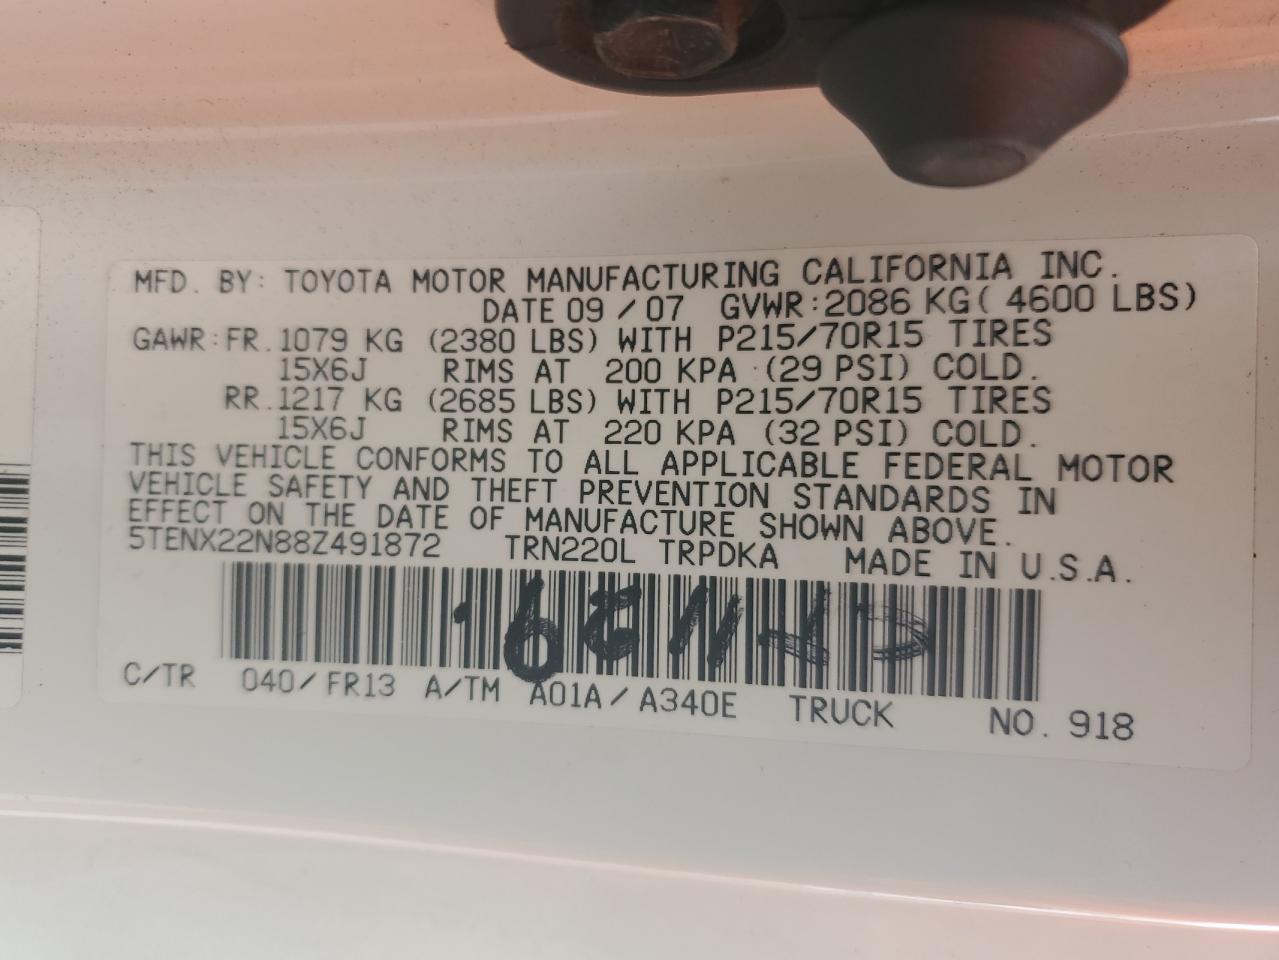 MFD. BY: TOYOTA MOTOR MANUFACTURING CALIFORNIA INC.
DATE 09/07 GVWR:2086 KG( 4600 LBS)
GAWR:FR.1079 KG (2380 LBS) WITH P215/70R15 TIRES
15X6J RIMS AT 200 KPA (29 PSI) COLD.
RR.1217 KG (2685 LBS) WITH P215/70R15 TIRES
15X6J RIMS AT 220 KPA (32 PSI) COLD.
THIS VEHICLE CONFORMS TO ALL APPLICABLE FEDERAL MOTOR
VEHICLE SAFETY AND THEFT PREVENTION STANDARDS IN
EFFECT ON THE DATE OF MANUFACTURE SHOWN ABOVE.
5TENX22N88Z491872 TRN220L TRPDKA MADE IN U.S.A.
C/TR 040/FR13 A/TM A01A/A340E TRUCK NO. 918